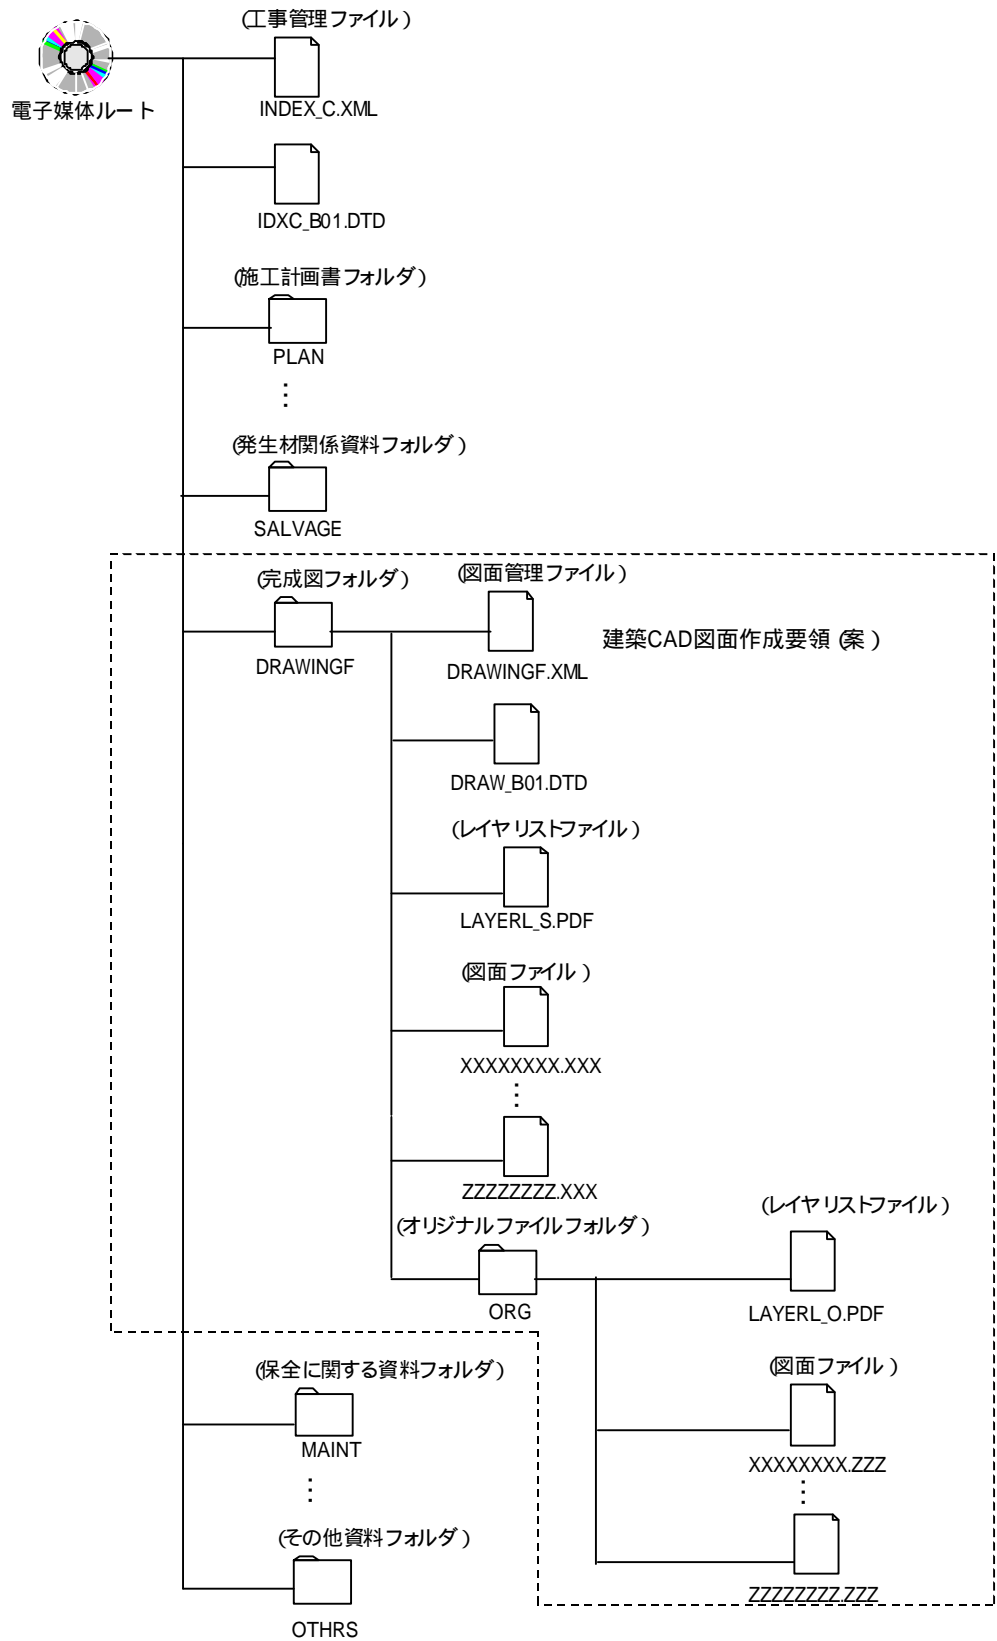 (工事管理ファイル)
電子媒体ルート
INDEX_C.XML
IDXC_B01.DTD
(施工計画書フォルダ)
PLAN
(発生材関係資料フォルダ)
SALVAGE
(完成図フォルダ)
(図面管理ファイル)
建築CAD図面作成要領(案)
DRAWINGF
DRAWINGF.XML
DRAW_B01.DTD
(レイヤリストファイル)
LAYERL_S.PDF
(図面ファイル)
XXXXXXXX.XXX
ZZZZZZZZ.XXX
(レイヤリストファイル)
(オリジナルファイルフォルダ)
ORG
LAYERL_O.PDF
(保全に関する資料フォルダ)
(図面ファイル)
MAINT
XXXXXXXX.ZZZ
(その他資料フォルダ)
ZZZZZZZZ.ZZZ
OTHRS